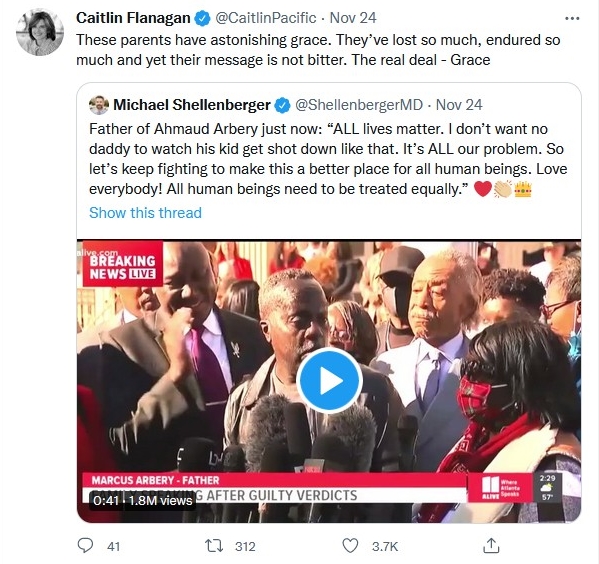 Caitlin Flanagan @CaitlinPacific · Nov 24
These parents have astonishing grace. They've lost so much, endured so
much and yet their message is not bitter. The real deal - Grace
Michael Shellenberger @ShellenbergerMD · Nov 24
Father of Ahmaud Arbery just now: “ALL lives matter. I don't want no
daddy to watch his kid get shot down like that. It's ALL our problem. So
let's keep fighting to make this a better place for all human beings. Love
everybody! All human beings need to be treated equally.” ❤️👏🏻👑
Show this thread
alive.com
BREAKING
NEWS LIVE
MARCUS ARBERY - FATHER
SPEAKING AFTER GUILTY VERDICTS
0:41 · 1.8M views
11
ALIVE
Where
Atlanta
Speaks
2:29
57°
41
312
3.7K